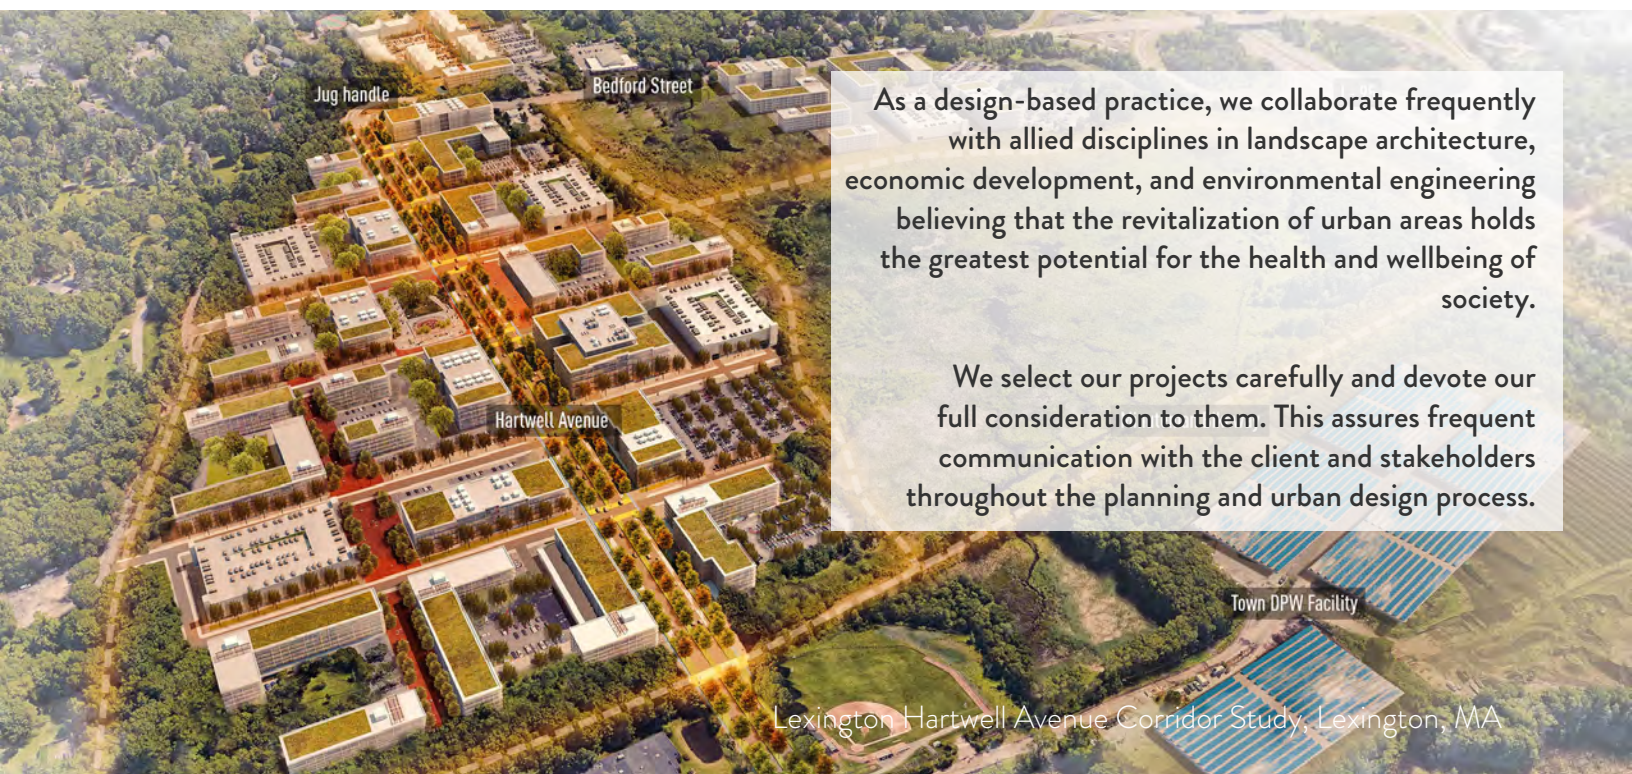 Jug handle
Bedford Street
As a design-based practice, we collaborate frequently
with allied disciplines in landscape architecture,
economic development, and environmental engineering
believing that the revitalization of urban areas holds
the greatest potential for the health and wellbeing of
society.
We select our projects carefully and devote our
full consideration to them. This assures frequent
communication with the client and stakeholders
throughout the planning and urban design process.
Hartwell Avenue
Town DPW Facility
Lexington Hartwell Avenue Corridor Study, Lexington, MA